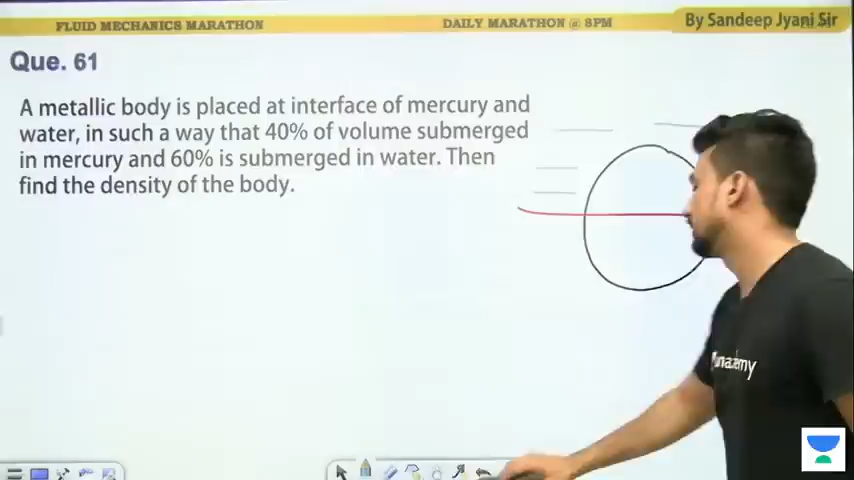 FLUID MECHANICS MARATHON
DAILY MARATHON @ 8PM
By Sandeep Jyani Sir
Que. 61
A metallic body is placed at interface of mercury and
water, in such a way that 40% of volume submerged
in mercury and 60% is submerged in water. Then
find the density of the body.
unacademy